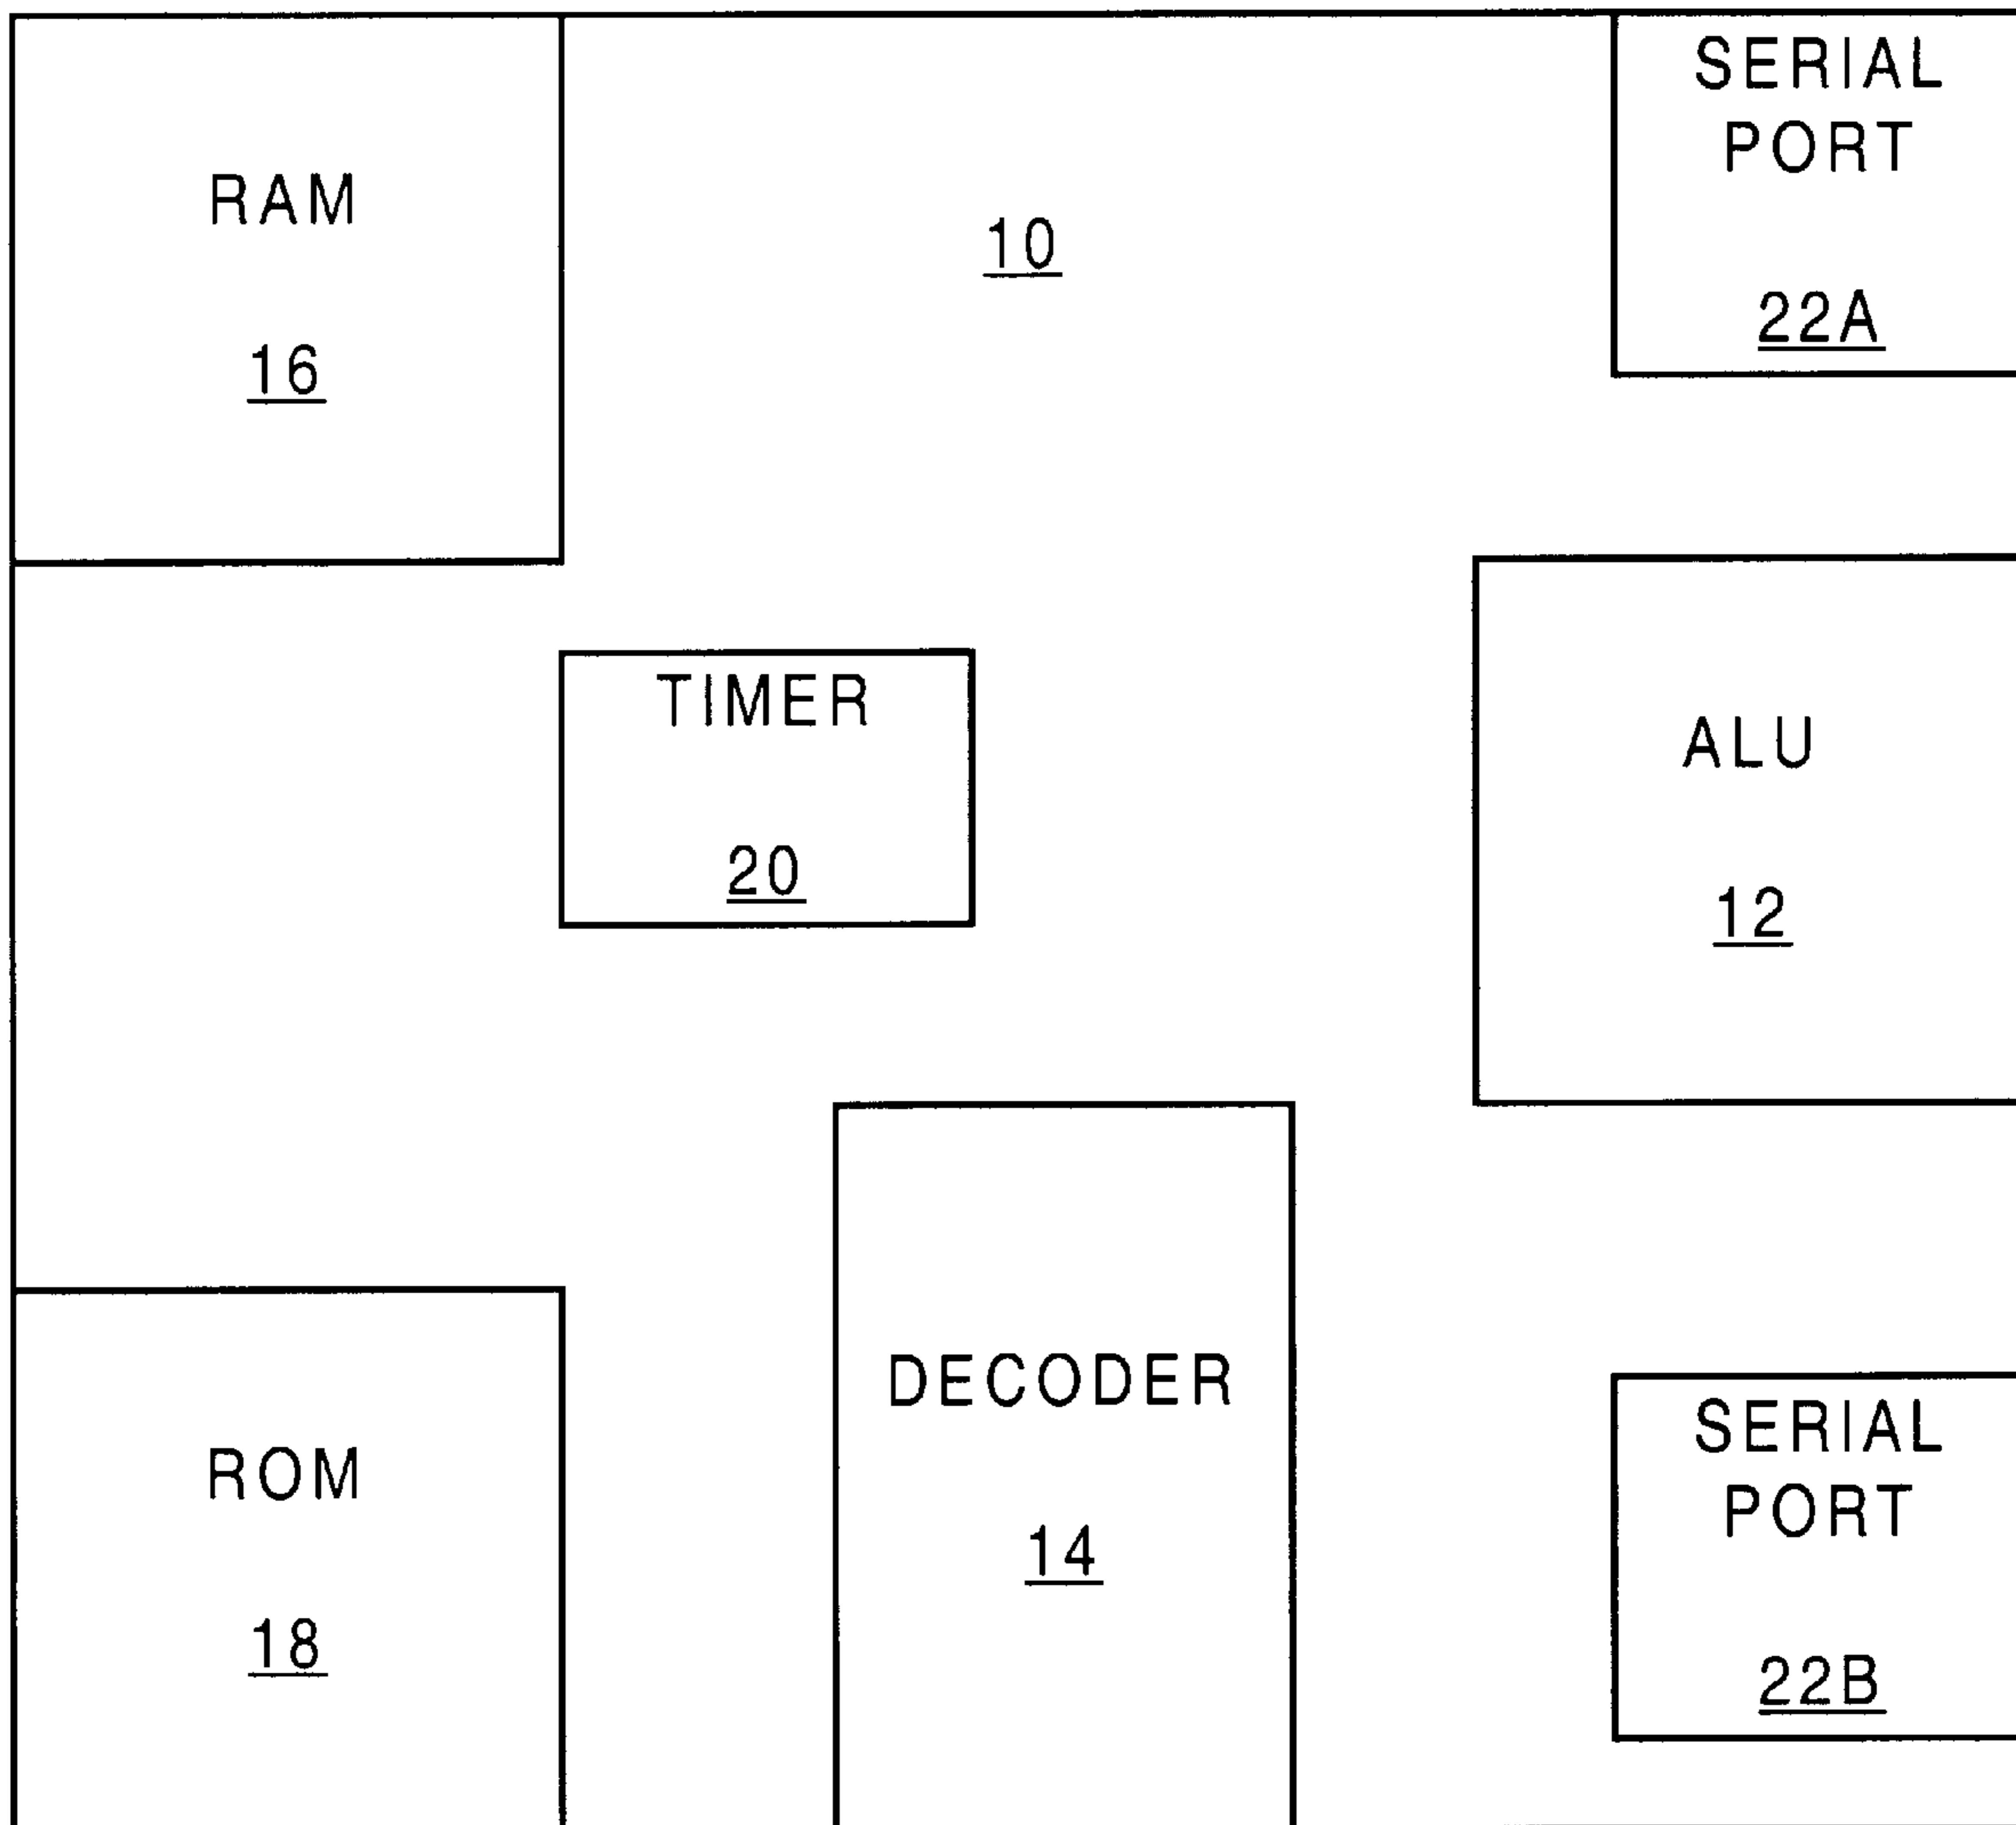 RAM
16
10
SERIAL
PORT
22A
TIMER
20
ALU
12
ROM
18
DECODER
14
SERIAL
PORT
22B